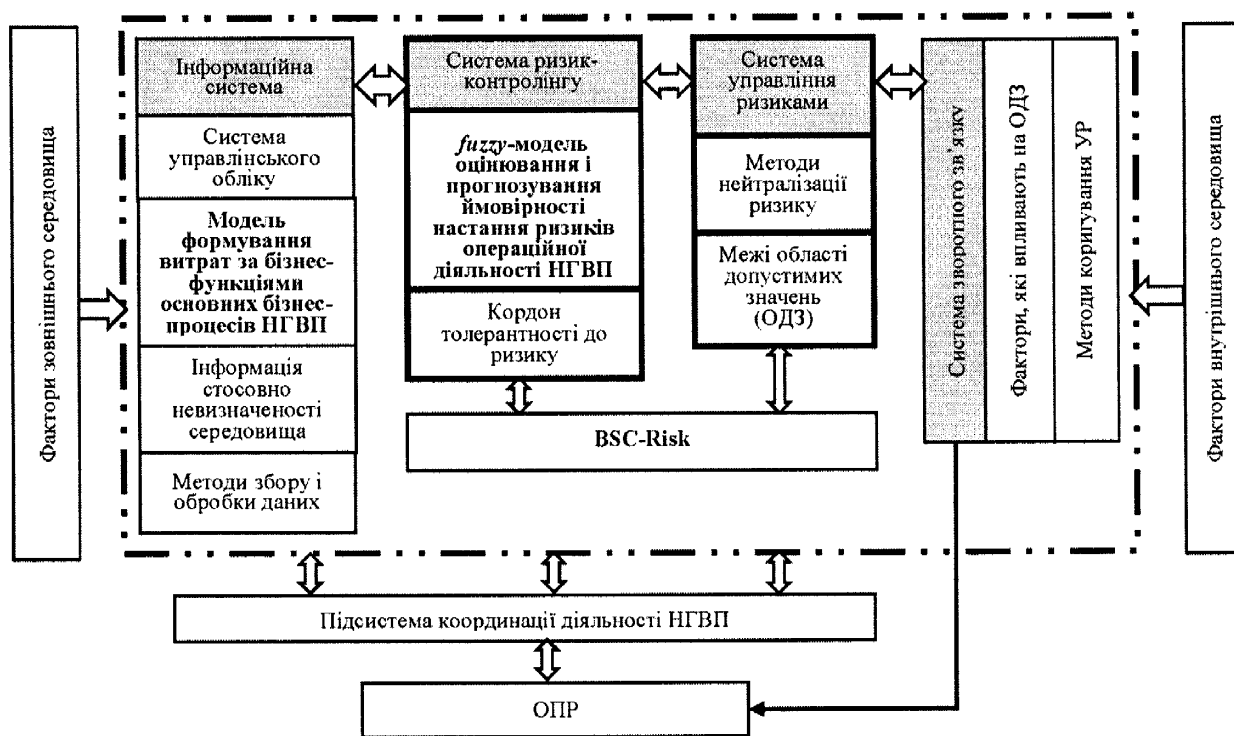 Фактори зовнішнього середовища
Інформаційна
система
Система
управлінського
обліку
Модель
формування
витрат за бізнес-
функціями
основних бізнес-
процесів НГВП
Інформація
стосовно
невизначеності
середовища
Методи збору і
обробки даних
Система ризик-
контролінгу
fuzzy-модель
оцінювання і
прогнозування
ймовірності
настання ризиків
операційної
діяльності НГВП
Кордон
толерантності до
ризику
Система
управління
ризиками
Методи
нейтралізації
ризику
Межі області
допустимих
значень
(ОДЗ)
BSC-Risk
Система зворотного зв'язку
Фактори, які впливають на ОДЗ
Методи коригування УР
Фактори внутрішнього середовища
Підсистема координації діяльності НГВП
ОПР